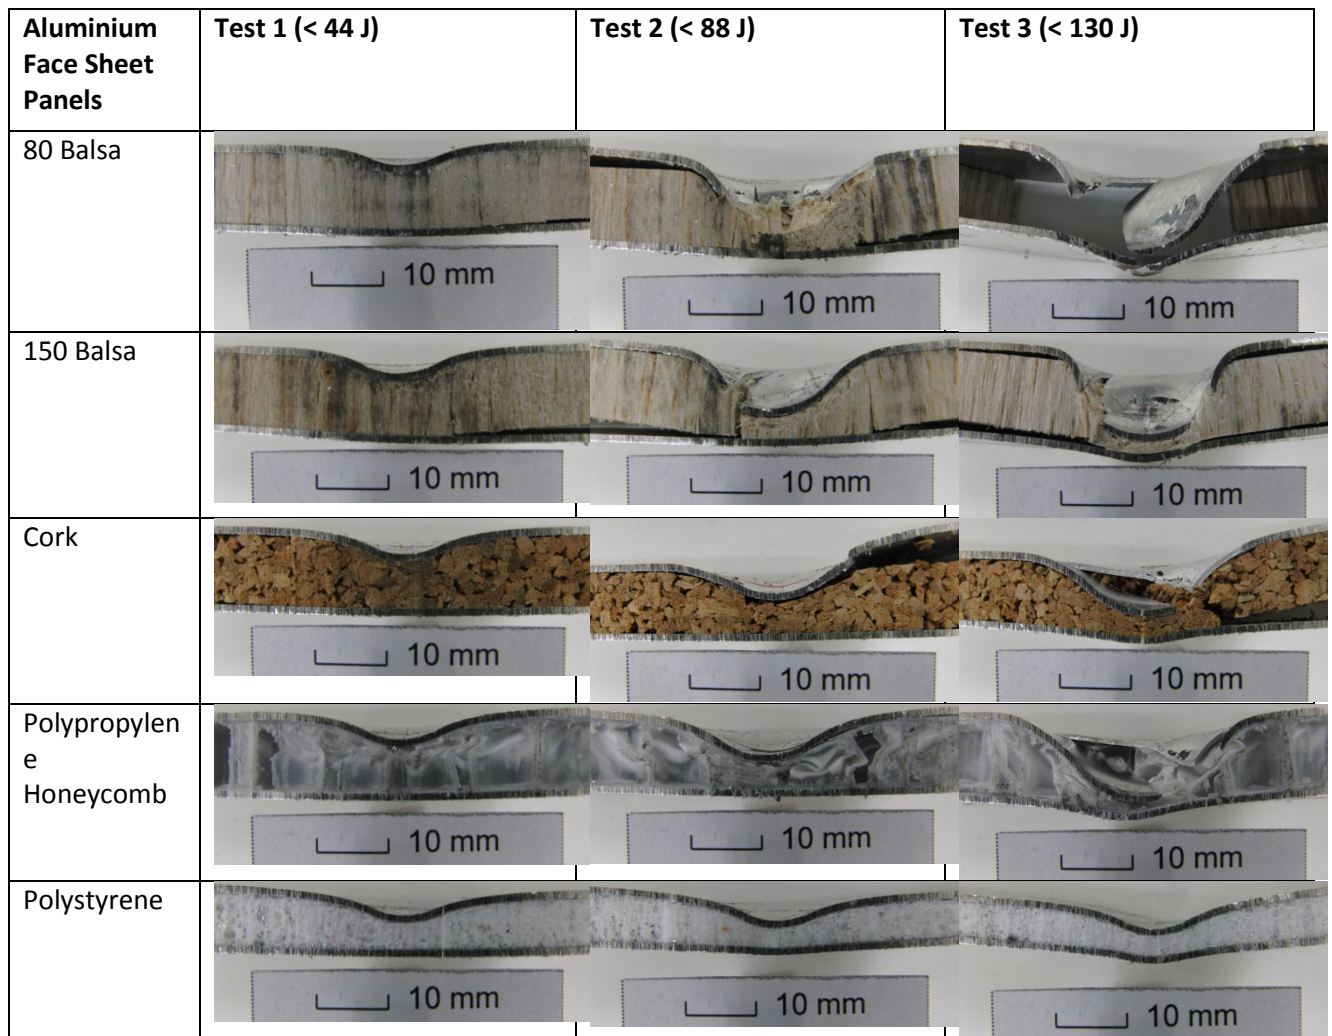 Aluminium
Face Sheet
Panels
Test 1 (< 44 J)
Test 2 (< 88 J)
Test 3 (< 130 J)
80 Balsa
10 mm
10 mm
10 mm
150 Balsa
10 mm
10 mm
10 mm
Cork
10 mm
10 mm
10 mm
Polypropylen
e
Honeycomb
10 mm
10 mm
10 mm
Polystyrene
10 mm
10 mm
10 mm